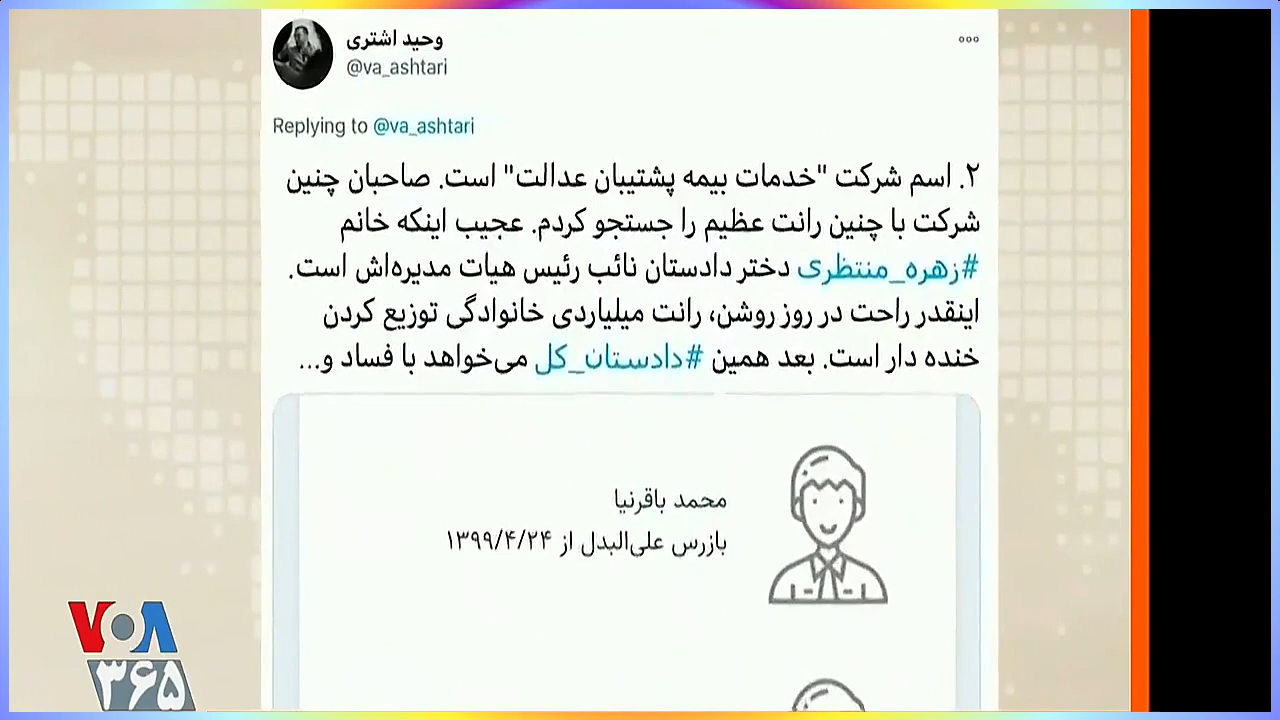 وحید اشتری
@va_ashtari
Replying to @va_ashtari
۲. اسم شرکت "خدمات بیمه پشتیبان عدالت" است. صاحبان چنین
شرکت با چنین رانت عظیم را جستجو کردم. عجیب اینکه خانم
#زهره_منتظری دختر دادستان نائب رئیس هیات مدیره‌اش است.
اینقدر راحت در روز روشن، رانت میلیاردی خانوادگی توزیع کردن
خنده دار است. بعد همین #دادستان_کل می‌خواهد با فساد و...
محمد باقرنیا
بازرس علی‌البدل از ۱۳۹۹/۴/۲۴
VOA
۳۶۵